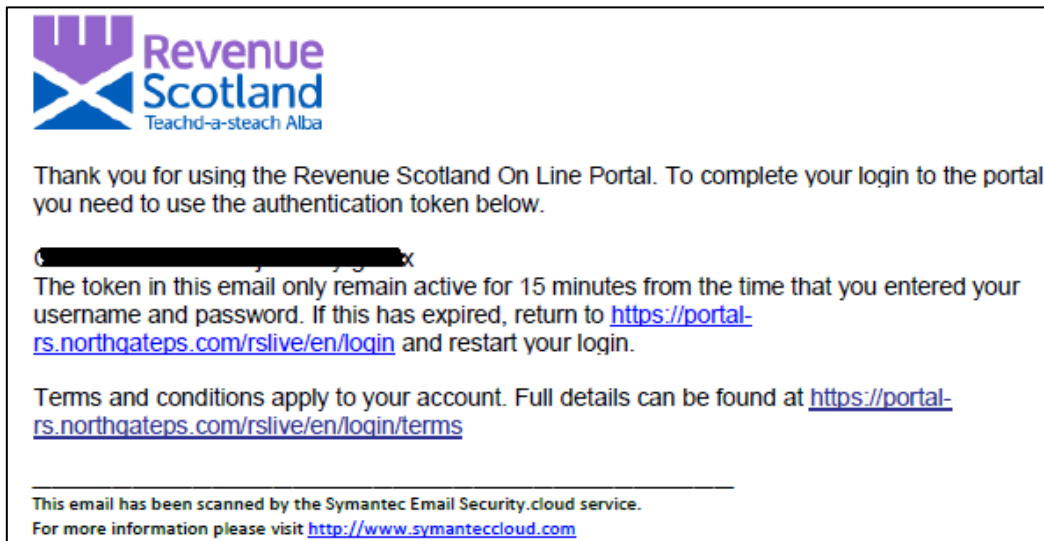 Revenue
Scotland
Teachd-a-steach Alba
Thank you for using the Revenue Scotland On Line Portal. To complete your login to the portal
you need to use the authentication token below.
The token in this email only remain active for 15 minutes from the time that you entered your
username and password. If this has expired, return to https://portal-
rs.northgateps.com/rslive/en/login and restart your login.
Terms and conditions apply to your account. Full details can be found at https://portal-
rs.northgateps.com/rslive/en/login/terms
This email has been scanned by the Symantec Email Security.cloud service.
For more information please visit http://www.symanteccloud.com